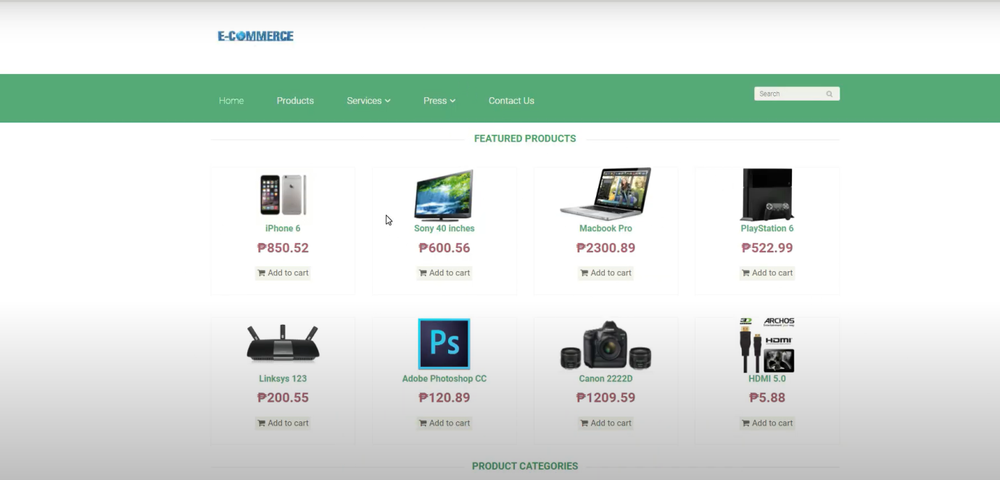 E-COMMERCE
Home Products Services Press Contact Us Search
FEATURED PRODUCTS
iPhone 6 Sony 40 inches Macbook Pro PlayStation 6
₱850.52 ₱600.56 ₱2300.89 ₱522.99
Add to cart Add to cart Add to cart Add to cart
Ps
3D ARCHOS
HDMI
Linksys 123 Adobe Photoshop CC Canon 2222D HDMI 5.0
₱200.55 ₱120.89 ₱1209.59 ₱5.88
Add to cart Add to cart Add to cart Add to cart
PRODUCT CATEGORIES